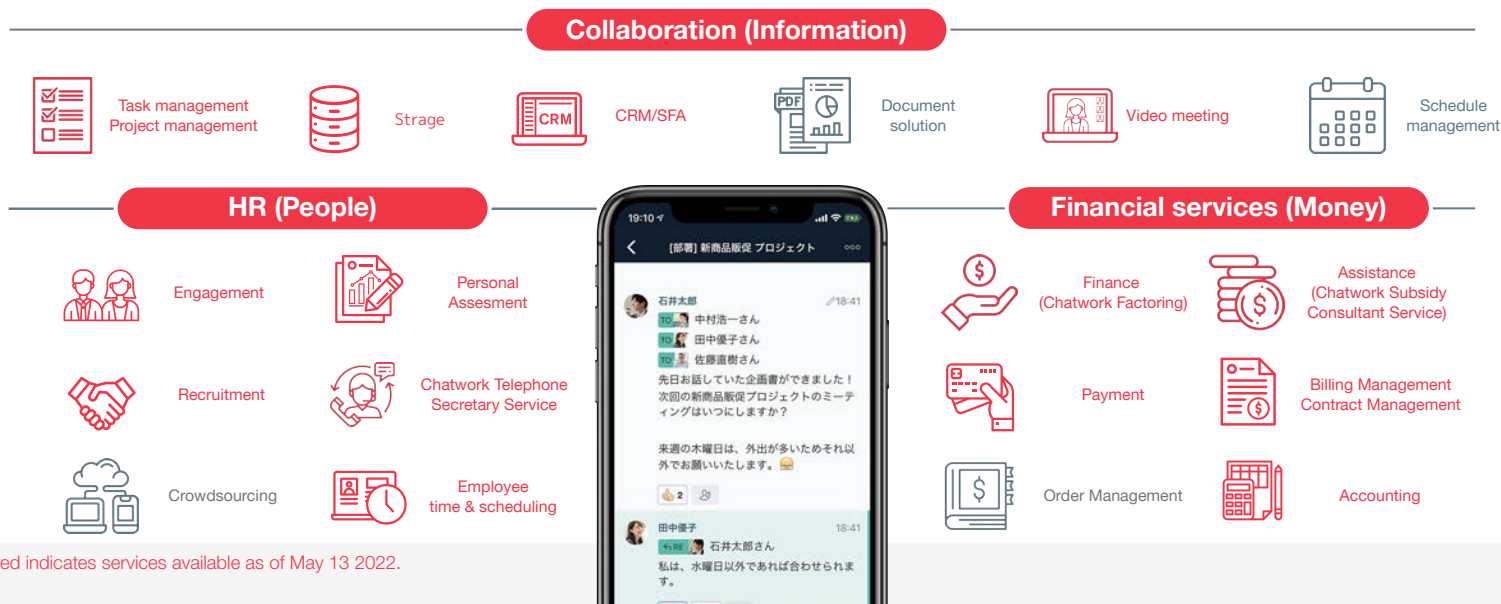 Collaboration (Information)
Task management
Project management
Strage
CRM
CRM/SFA
PDF
Document
solution
Video meeting
Schedule
management
HR (People)
Financial services (Money)
Engagement
Personal
Assesment
Recruitment
Chatwork Telephone
Secretary Service
Crowdsourcing
Employee
time & scheduling
19:10
[部署] 新商品販促 プロジェクト
石井太郎
18:41
TO 中村浩一さん
TO 田中優子さん
TO 佐藤直樹さん
先日お話していた企画書ができました！
次回の新商品販促プロジェクトのミーテ
ィングはいつにしますか？
来週の木曜日は、外出が多いためそれ以
外でお願いいたします。
2
田中優子
18:41
RE 石井太郎さん
私は、水曜日以外であれば合わせられま
す。
Finance
(Chatwork Factoring)
Assistance
(Chatwork Subsidy
Consultant Service)
Payment
Billing Management
Contract Management
Order Management
Accounting
ed indicates services available as of May 13 2022.